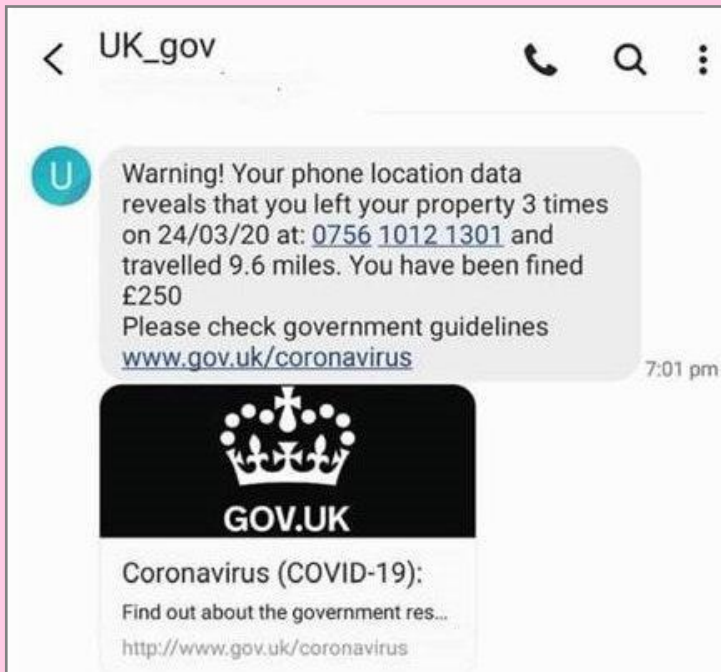 UK_gov
U
Warning! Your phone location data
reveals that you left your property 3 times
on 24/03/20 at: 0756 1012 1301 and
travelled 9.6 miles. You have been fined
£250
Please check government guidelines
www.gov.uk/coronavirus
7:01 pm
GOV.UK
Coronavirus (COVID-19):
Find out about the government res...
http://www.gov.uk/coronavirus